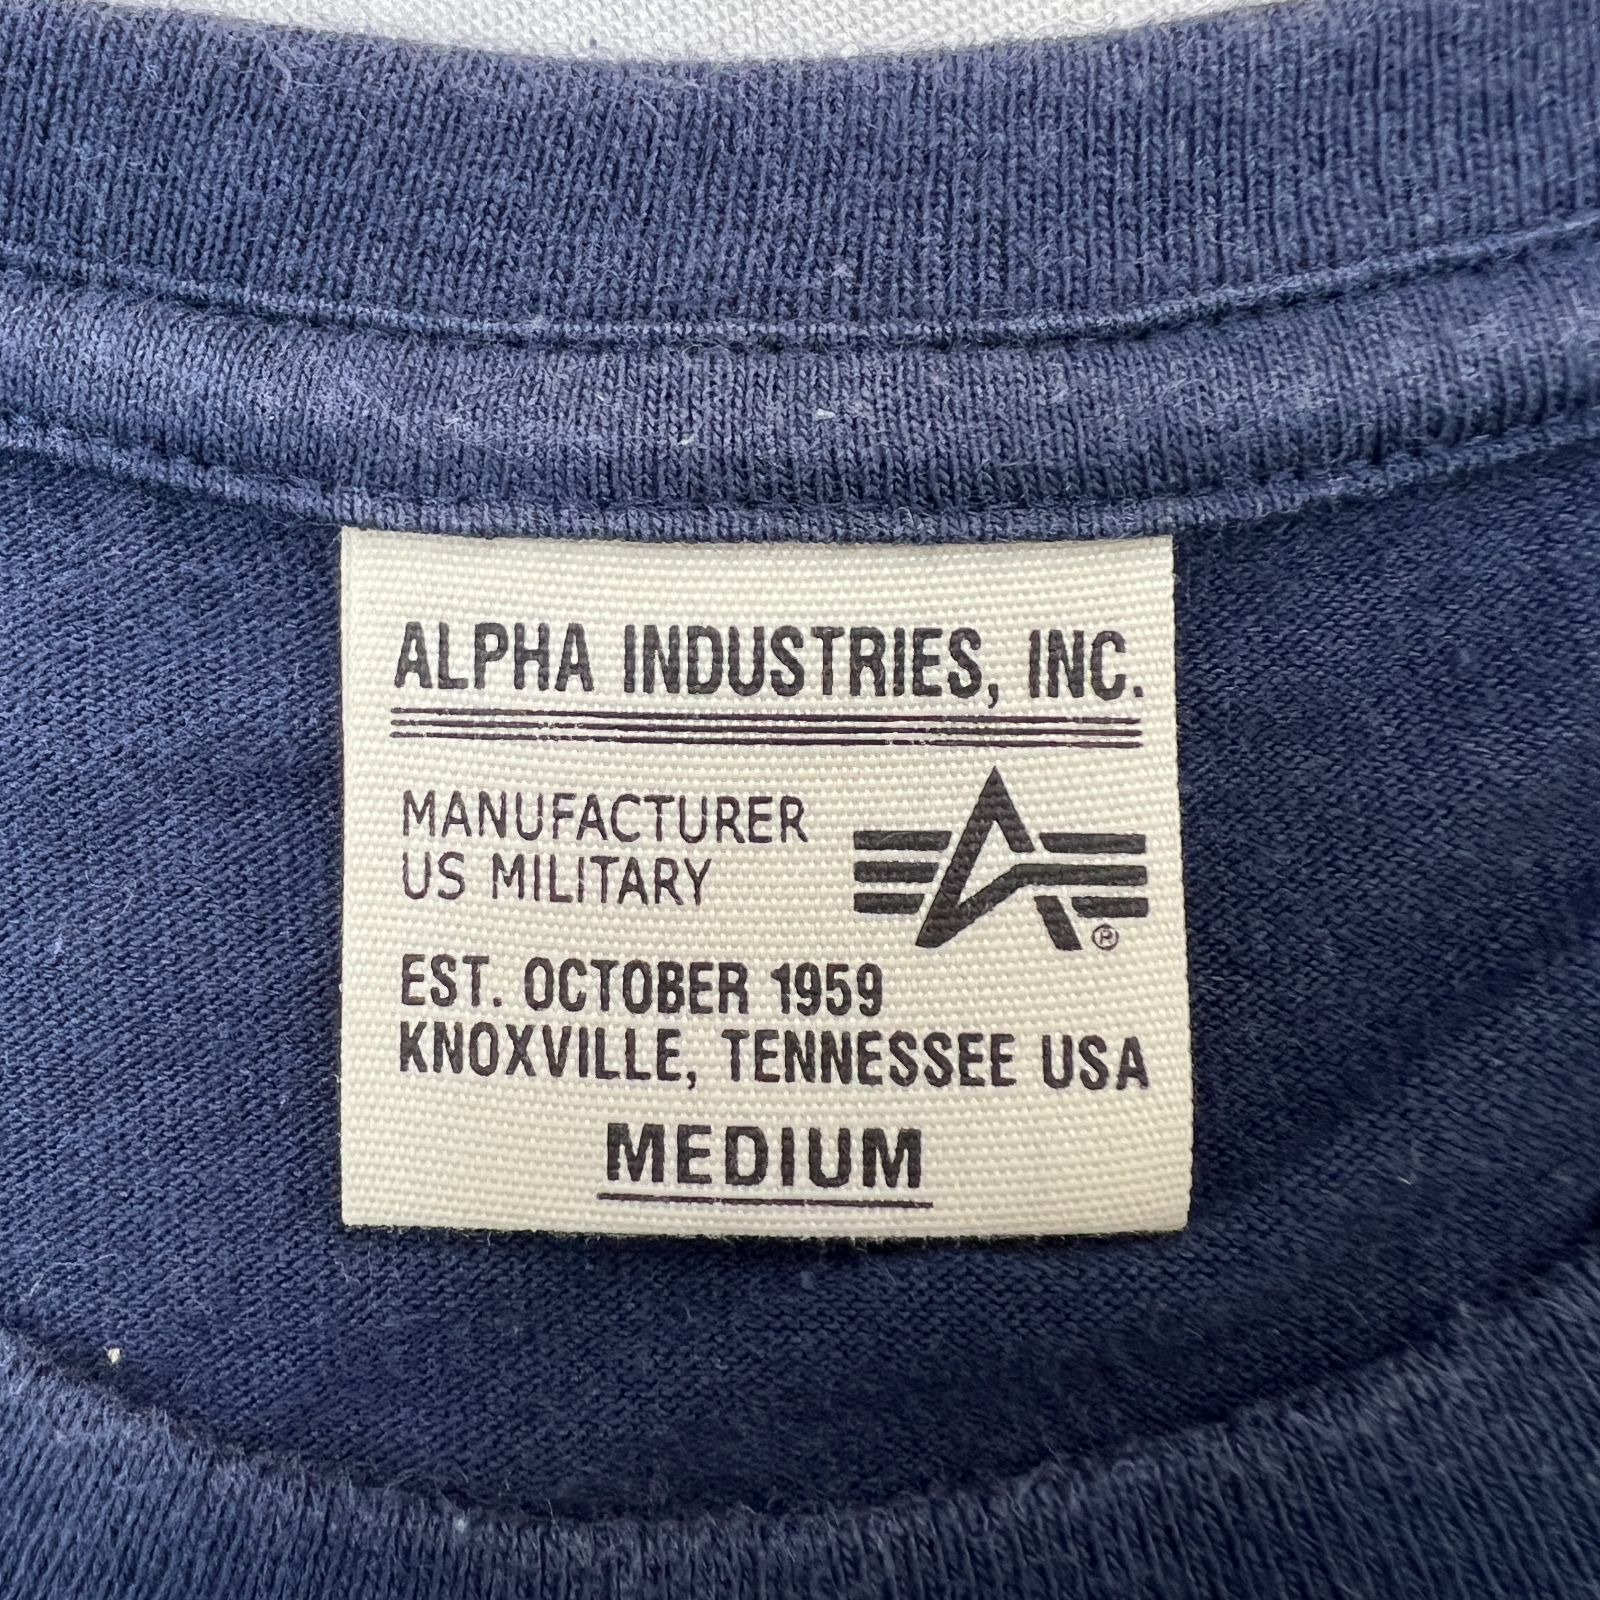 ALPHA INDUSTRIES, INC.
MANUFACTURER
US MILITARY
®
EST. OCTOBER 1959
KNOXVILLE, TENNESSEE USA
MEDIUM